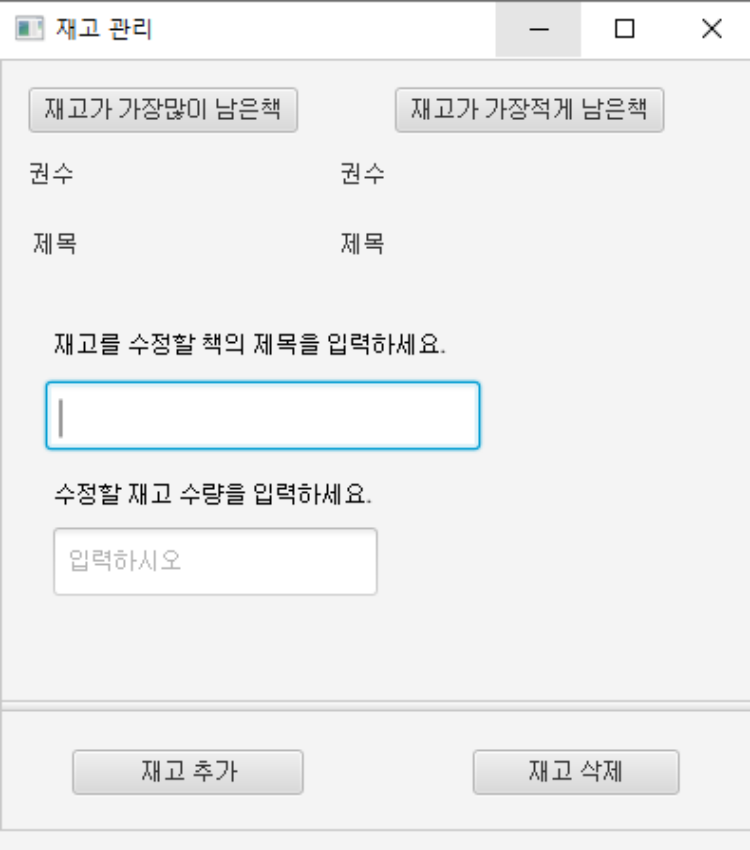 재고 관리
재고가 가장많이 남은책 재고가 가장적게 남은책
권수 권수
제목 제목
재고를 수정할 책의 제목을 입력하세요.
수정할 재고 수량을 입력하세요.
입력하시오
재고 추가 재고 삭제